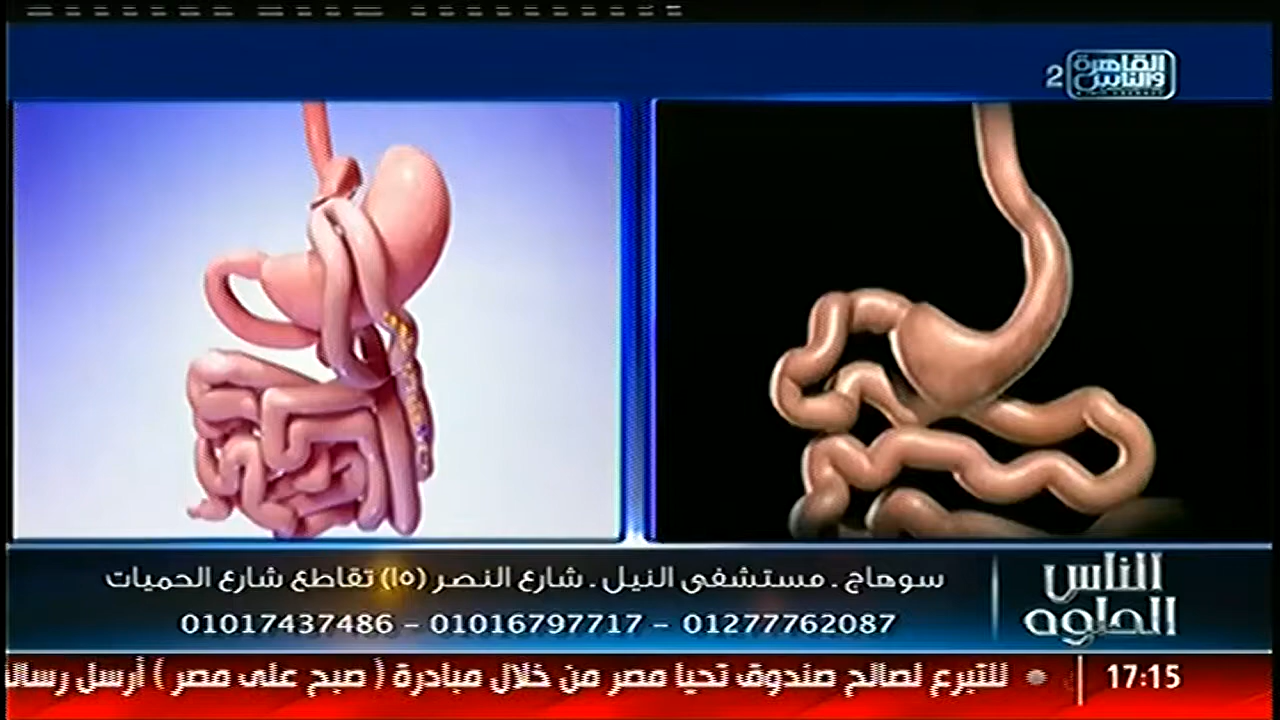 القاهرة
والناس
2
سوهاج . مستشفى النيل . شارع النصر (١٥) تقاطع شارع الحميات
01017437486 - 01016797717 - 01277762087
الناس
الحلوه
للتبرع لصالح صندوق تحيا مصر من خلال مبادرة ( صبح على مصر ) أرسل رسالة
17:15